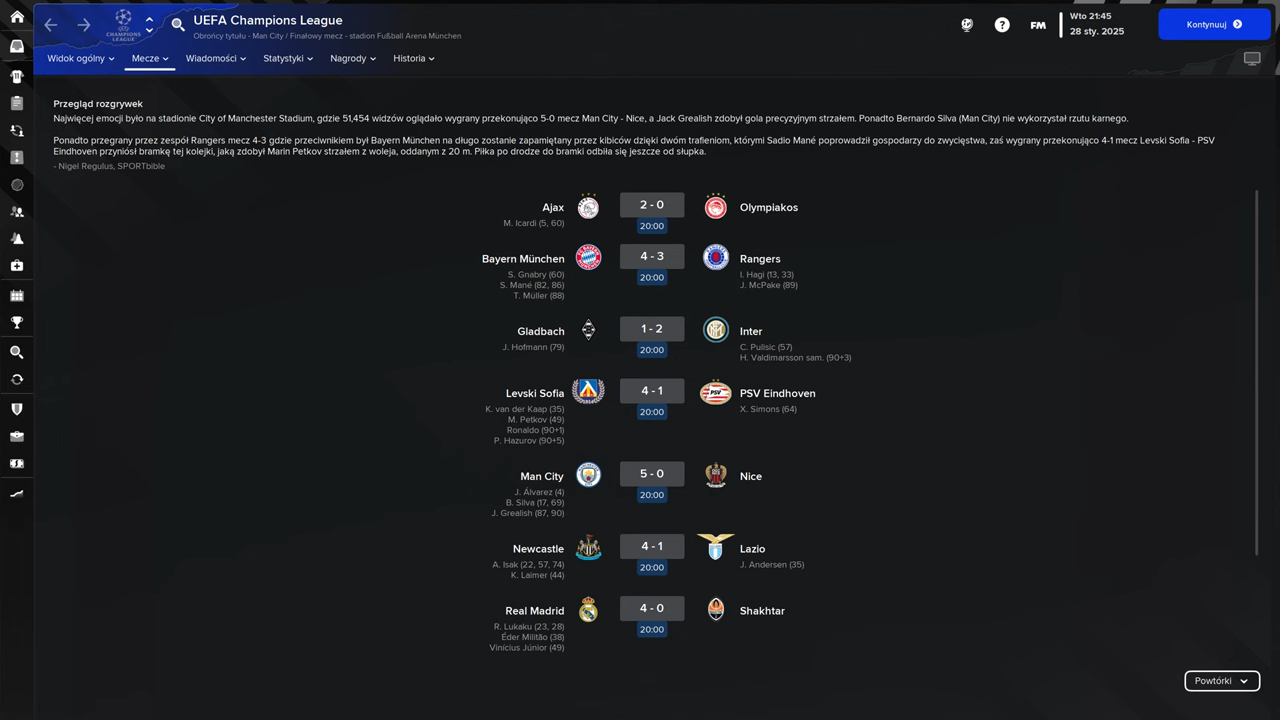 UEFA Champions League
Obrońcy tytułu - Man City / Finałowy mecz - stadion Fußball Arena München
CHAMPIONS
LEAGUE
FM
Wto 21:45
28 sty. 2025
Kontynuuj
Widok ogólny
Mecze
Wiadomości
Statystyki
Nagrody
Historia
Przegląd rozgrywek
Najwięcej emocji było na stadionie City of Manchester Stadium, gdzie 51,454 widzów oglądało wygrany przekonująco 5-0 mecz Man City - Nice, a Jack Grealish zdobył gola precyzyjnym strzałem. Ponadto Bernardo Silva (Man City) nie wykorzystał rzutu karnego.
Ponadto przegrany przez zespół Rangers mecz 4-3 gdzie przeciwnikiem był Bayern München na długo zostanie zapamiętany przez kibiców dzięki dwóm trafieniom, którymi Sadio Mané poprowadził gospodarzy do zwycięstwa, zaś wygrany przekonująco 4-1 mecz Levski Sofia - PSV
Eindhoven przyniósł bramkę tej kolejki, jaką zdobył Marin Petkov strzałem z woleja, oddanym z 20 m. Piłka po drodze do bramki odbiła się jeszcze od słupka.
- Nigel Regulus, SPORTbible
Ajax 2 - 0 Olympiakos
M. Icardi (5, 60) 20:00
Bayern München 4 - 3 Rangers
S. Gnabry (60) 20:00 I. Hagi (13, 33)
S. Mané (82, 86) J. McPake (89)
T. Müller (88)
Gladbach 1 - 2 Inter
J. Hofmann (79) 20:00 C. Pulisic (57)
H. Valdimarsson sam. (90+3)
Levski Sofia 4 - 1 PSV Eindhoven
K. van der Kaap (35) 20:00 X. Simons (64)
M. Petkov (49)
Ronaldo (90+1)
P. Hazurov (90+5)
Man City 5 - 0 Nice
J. Álvarez (4) 20:00
B. Silva (17, 69)
J. Grealish (87, 90)
Newcastle 4 - 1 Lazio
A. Isak (22, 57, 74) 20:00 J. Andersen (35)
K. Laimer (44)
Real Madrid 4 - 0 Shakhtar
R. Lukaku (23, 28) 20:00
Éder Militão (38)
Vinícius Júnior (49)
Powtórki